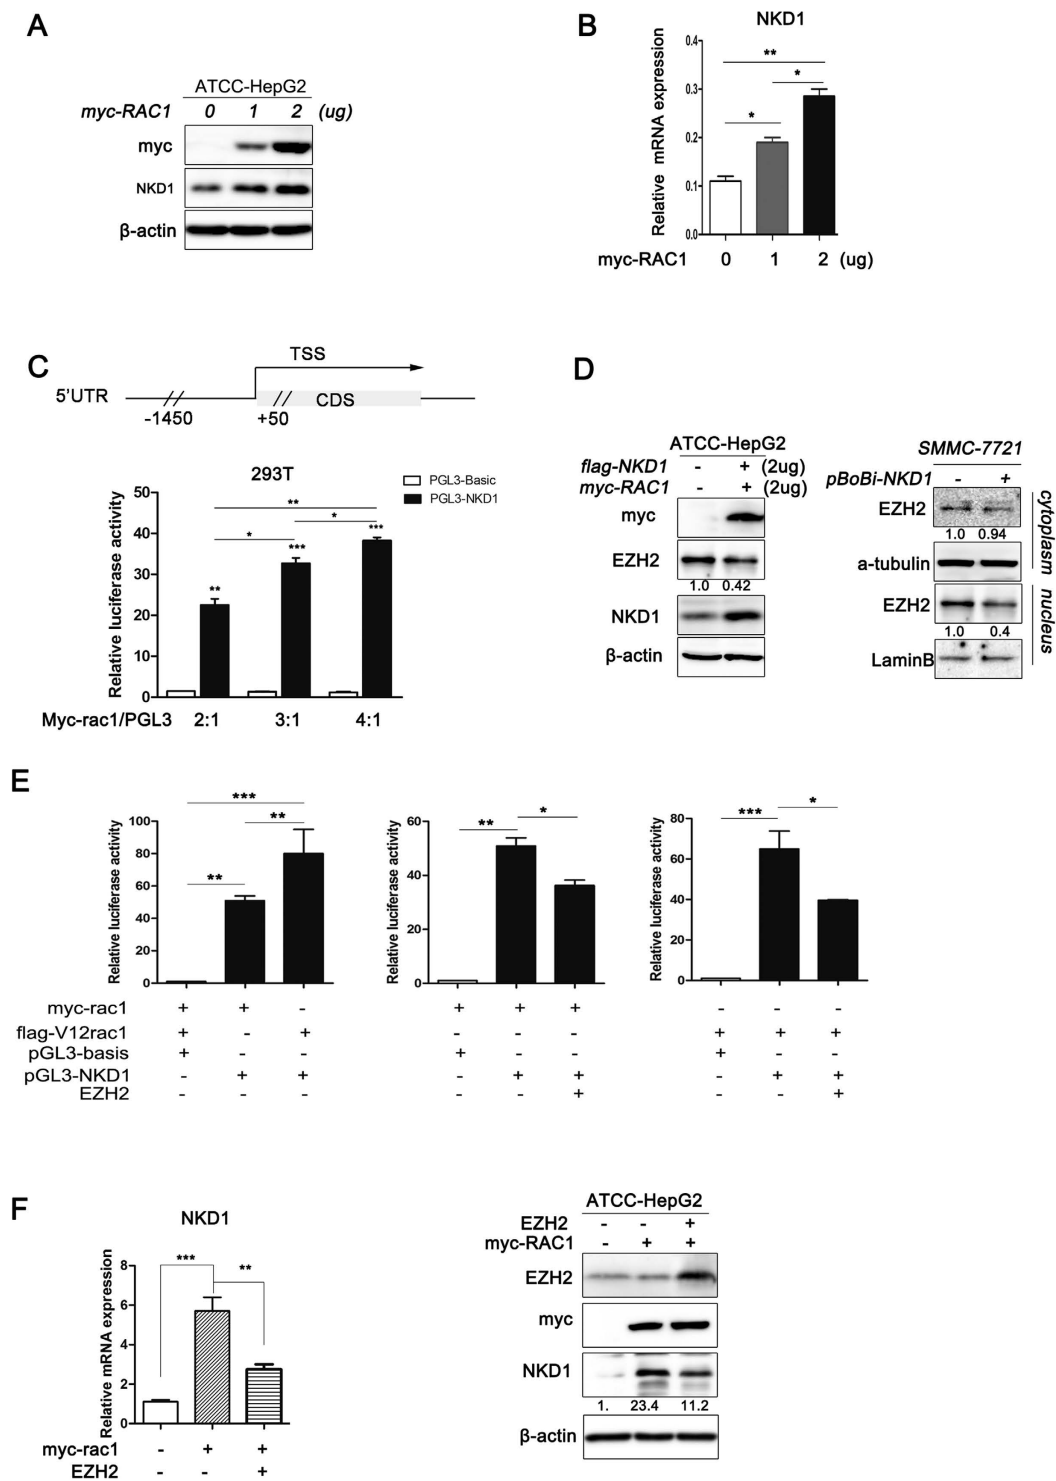 A
ATCC-HepG2
myc-RAC1 0 1 2 (ug)
myc
NKD1
β-actin
B
NKD1
Relative mRNA expression
0.4
0.3
0.2
0.1
0.0
**
*
*
myc-RAC1 0 1 2 (ug)
C
TSS
5'UTR
CDS
-1450 +50
293T
PGL3-Basic
PGL3-NKD1
Relative luciferase activity
50
40
30
20
10
0
**
*
*
**
***
***
Myc-rac1/PGL3 2:1 3:1 4:1
D
ATCC-HepG2
flag-NKD1 - + (2ug)
myc-RAC1 - + (2ug)
myc
EZH2
1.0 0.42
NKD1
β-actin
SMMC-7721
pBoBi-NKD1 - +
EZH2
1.0 0.94
a-tubulin
EZH2
1.0 0.4
LaminB
cytoplasm
nucleus
E
Relative luciferase activity
100
80
60
40
20
0
***
**
**
Relative luciferase activity
60
40
20
0
**
*
Relative luciferase activity
80
60
40
20
0
***
*
myc-rac1 + + - + + + - - -
flag-V12rac1 + - + - - - + + +
pGL3-basis + - - + - - + - -
pGL3-NKD1 - + + - + + - + +
EZH2 - - - - - + - - +
F
NKD1
Relative mRNA expression
8
6
4
2
0
***
**
myc-rac1 - + +
EZH2 - - +
ATCC-HepG2
EZH2 - - +
myc-RAC1 - + +
EZH2
myc
NKD1
1. 23.4 11.2
β-actin